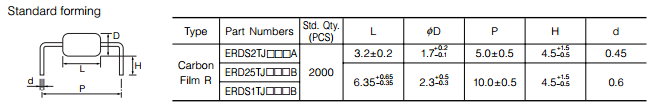 Standard forming
D
H
L
d
P
Type Part Numbers Std. Qty. (PCS) L φD P H d
Carbon Film R
ERDS2TJ□□□A 2000 3.2±0.2 1.7+0.2 −0.1 5.0±0.5 4.5+1.5 −0.5 0.45
ERD25TJ□□□B 6.35+0.65 −0.35 2.3+0.5 −0.3 10.0±0.5 4.5+1.5 −0.5 0.6
ERDS1TJ□□□B